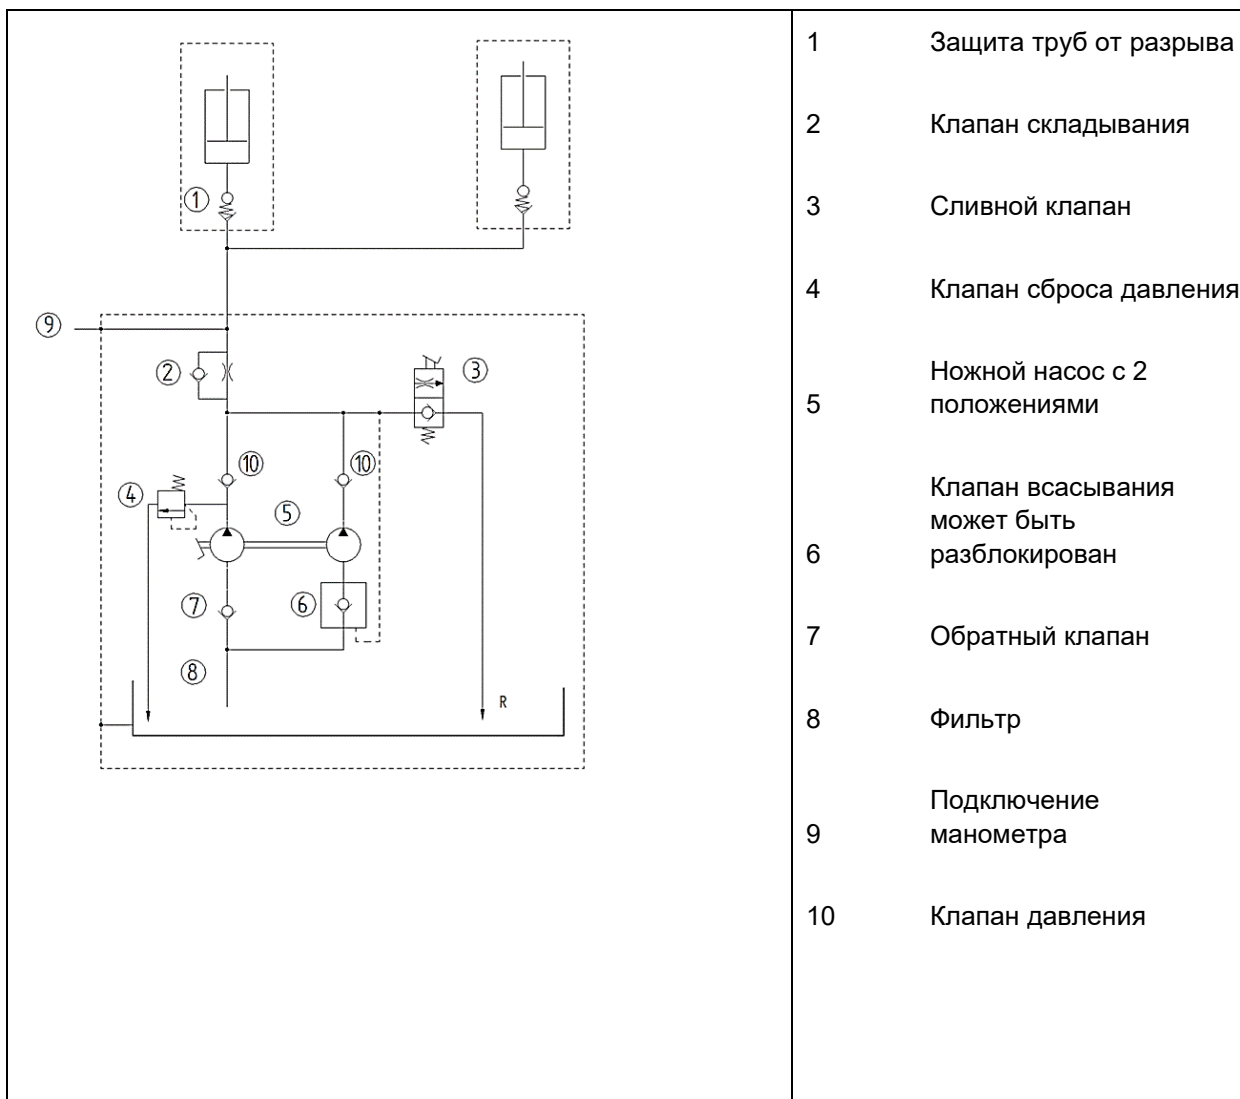 ①
⑨
②
③
⑩
⑩
④
⑤
⑦
⑥
⑧
R
1 Защита труб от разрыва
2 Клапан складывания
3 Сливной клапан
4 Клапан сброса давления
Ножной насос с 2
5 положениями
Клапан всасывания
может быть
6 разблокирован
7 Обратный клапан
8 Фильтр
Подключение
9 манометра
10 Клапан давления